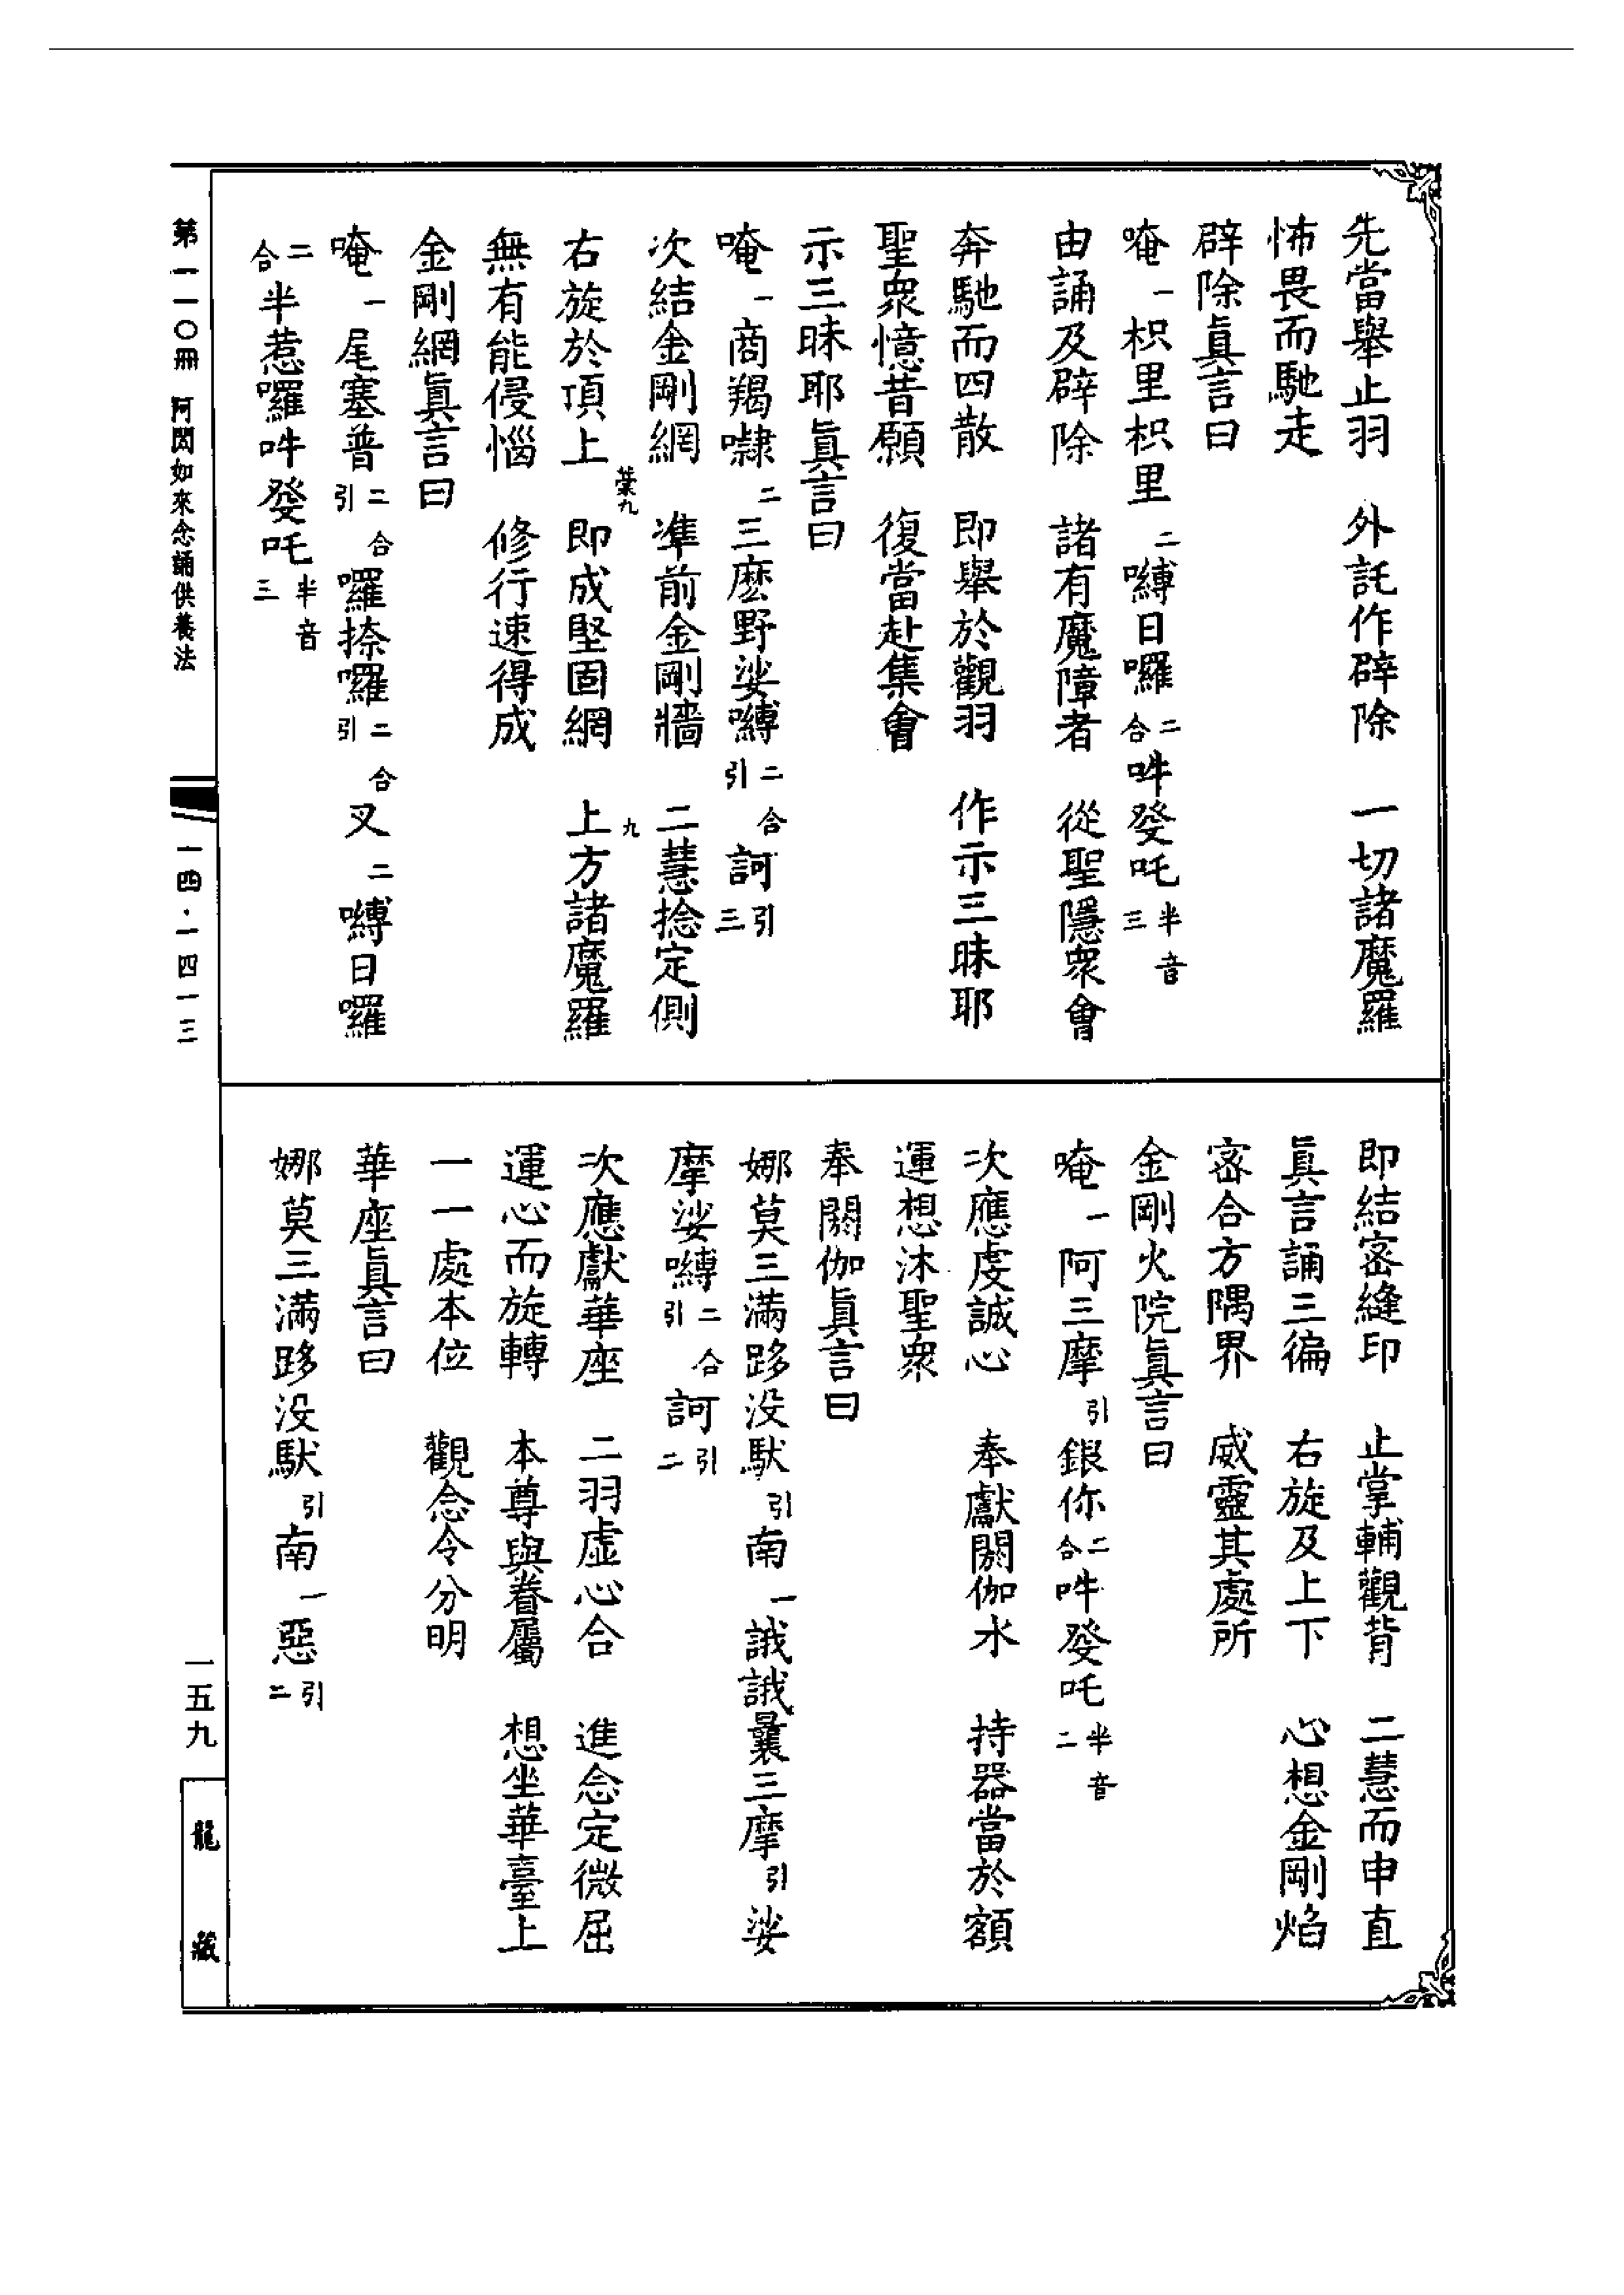 先當舉止羽　外託作辟除　一切諸魔羅
怖畏而馳走
辟除眞言曰
唵一枳里枳里二嚩日囉二合吽發吒半音三
由誦及辟除　諸有魔障者　從聖隱衆會
奔馳而四散　即舉於觀羽　作示三昧耶
聖衆憶昔願　復當赴集會
示三昧耶眞言曰
唵一商羯𡄣二三麼野娑嚩二合引訶引三
次結金剛網　準前金剛牆　二慧捻定側
葉九　九
右旋於頂上　即成堅固網　上方諸魔羅
無有能侵惱　修行速得成
金剛網眞言曰
唵一尾塞普二合引囉捺囉二合引叉二嚩日囉
二合半惹囉吽發吒半音三
即結密縫印　止掌輔觀背　二慧而申直
眞言誦三徧　右旋及上下　心想金剛焰
密合方隅界　威靈其處所
金剛火院眞言曰
唵一阿三摩引銀你二合吽發吒半音二
次應虔誠心　奉獻閼伽水　持器當於額
運想沐聖衆
奉閼伽眞言曰
娜莫三滿跢没馱引南一誐誐曩三摩引娑
摩娑嚩二合引訶引二
次應獻華座　二羽虛心合　進念定微屈
運心而旋轉　本尊與眷屬　想坐華臺上
一一處本位　觀念令分明
華座眞言曰
娜莫三滿跢没馱引南一惡引二
第一一〇冊　阿閦如來念誦供養法
一四·一四一三
一五九
龍藏